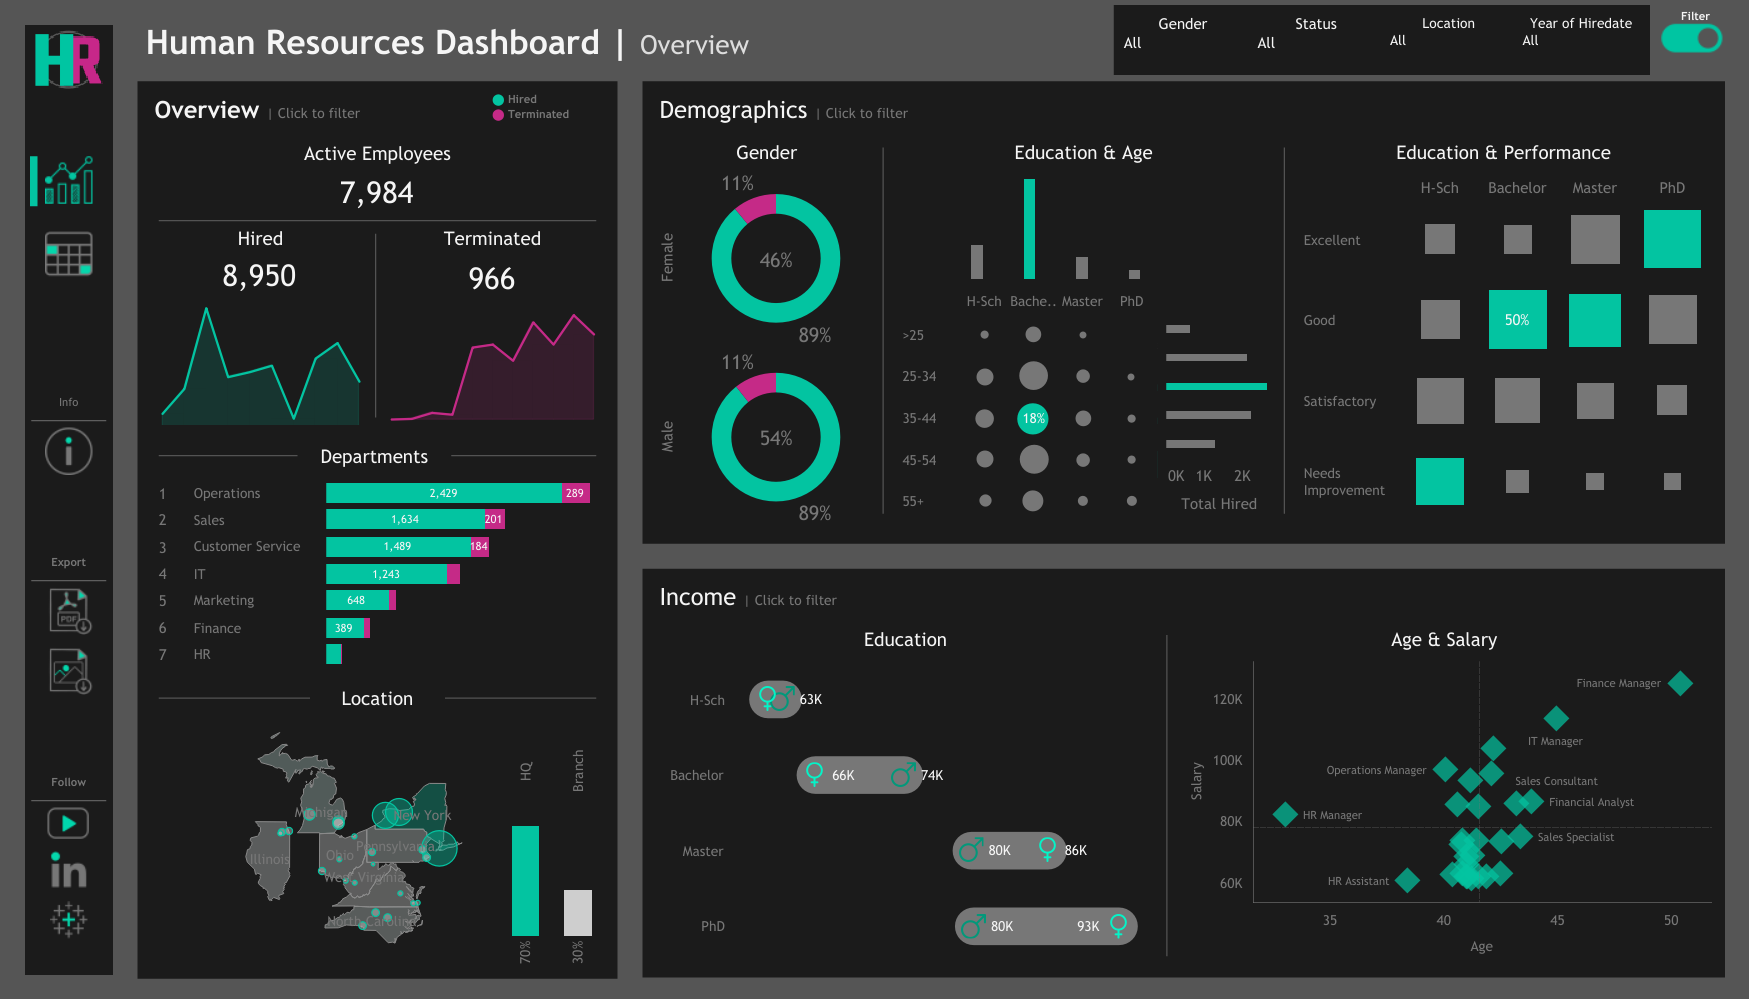 HR
Human Resources Dashboard | Overview
Gender
Status
Location
Year of Hiredate
All
All
All
All
Filter
Info
Export
PDF
Follow
in
Overview | Click to filter
Hired
Terminated
Active Employees
7,984
Hired
8,950
Terminated
966
Departments
1 Operations 2,429 289
2 Sales 1,634 201
3 Customer Service 1,489 184
4 IT 1,243
5 Marketing 648
6 Finance 389
7 HR
Location
Michigan
New York
Illinois
Ohio
Pennsylvania
West Virginia
North Carolina
HQ
Branch
70%
30%
Demographics | Click to filter
Gender
Female
11%
46%
89%
Male
11%
54%
89%
Education & Age
H-Sch Bache.. Master PhD
>25
25-34
35-44 18%
45-54
55+
0K 1K 2K
Total Hired
Education & Performance
H-Sch Bachelor Master PhD
Excellent
Good 50%
Satisfactory
Needs
Improvement
Income | Click to filter
Education
H-Sch 63K
Bachelor 66K 74K
Master 80K 86K
PhD 80K 93K
Age & Salary
Salary
120K
100K
80K
60K
Finance Manager
IT Manager
Operations Manager
Sales Consultant
Financial Analyst
HR Manager
Sales Specialist
HR Assistant
35 40 45 50
Age